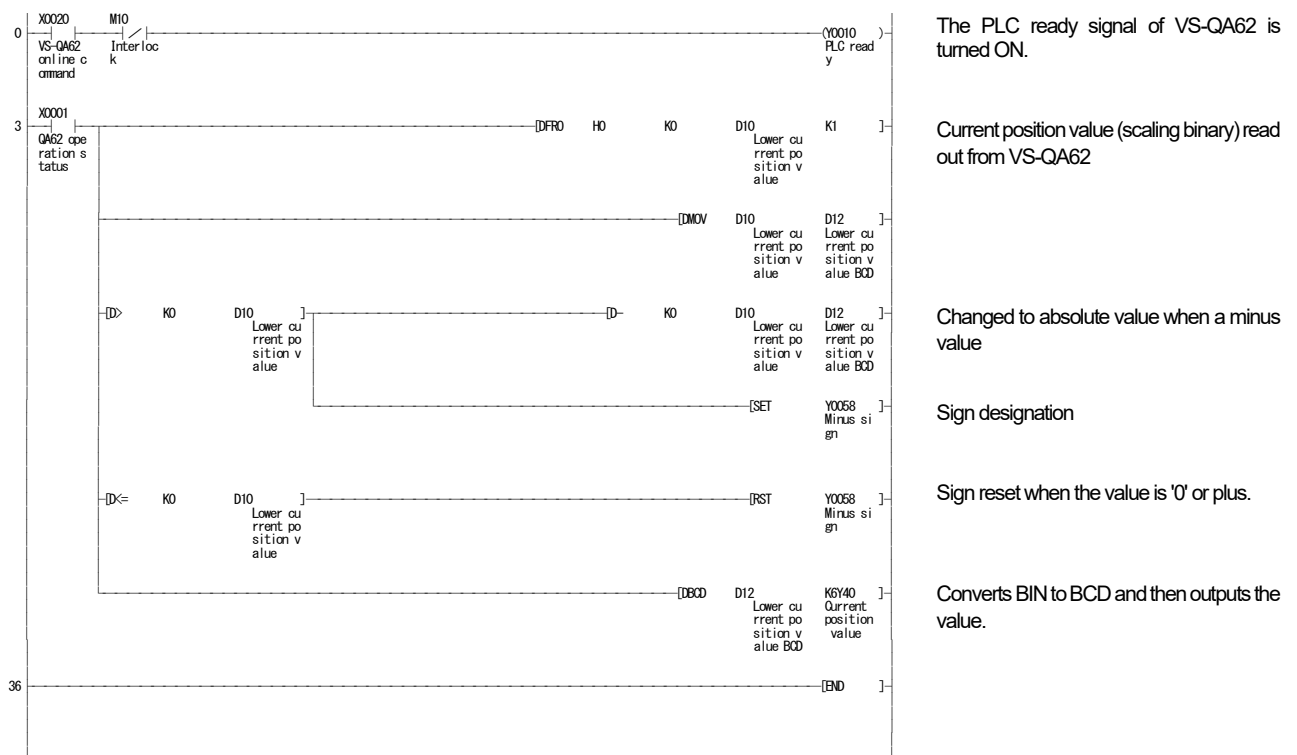 X0020 M10
0 (Y0010 )
VS-QA62 Interloc PLC read
online c k y
ommand
The PLC ready signal of VS-QA62 is
turned ON.
X0001
3 [DFRO H0 K0 D10 K1 ]
QA62 ope Lower cu
ration s rrent po
tatus sition v
alue
Current position value (scaling binary) read
out from VS-QA62
[DMOV D10 D12 ]
Lower cu Lower cu
rrent po rrent po
sition v sition v
alue alue BCD
[D> K0 D10 ] [D- K0 D10 D12 ]
Lower cu Lower cu Lower cu
rrent po rrent po rrent po
sition v sition v sition v
alue alue alue BCD
Changed to absolute value when a minus
value
[SET Y0058 ]
Minus si
gn
Sign designation
[D<= K0 D10 ] [RST Y0058 ]
Lower cu Minus si
rrent po gn
sition v
alue
Sign reset when the value is '0' or plus.
[DBCD D12 K6Y40 ]
Lower cu Current
rrent po position
sition v value
alue BCD
Converts BIN to BCD and then outputs the
value.
36 [END ]